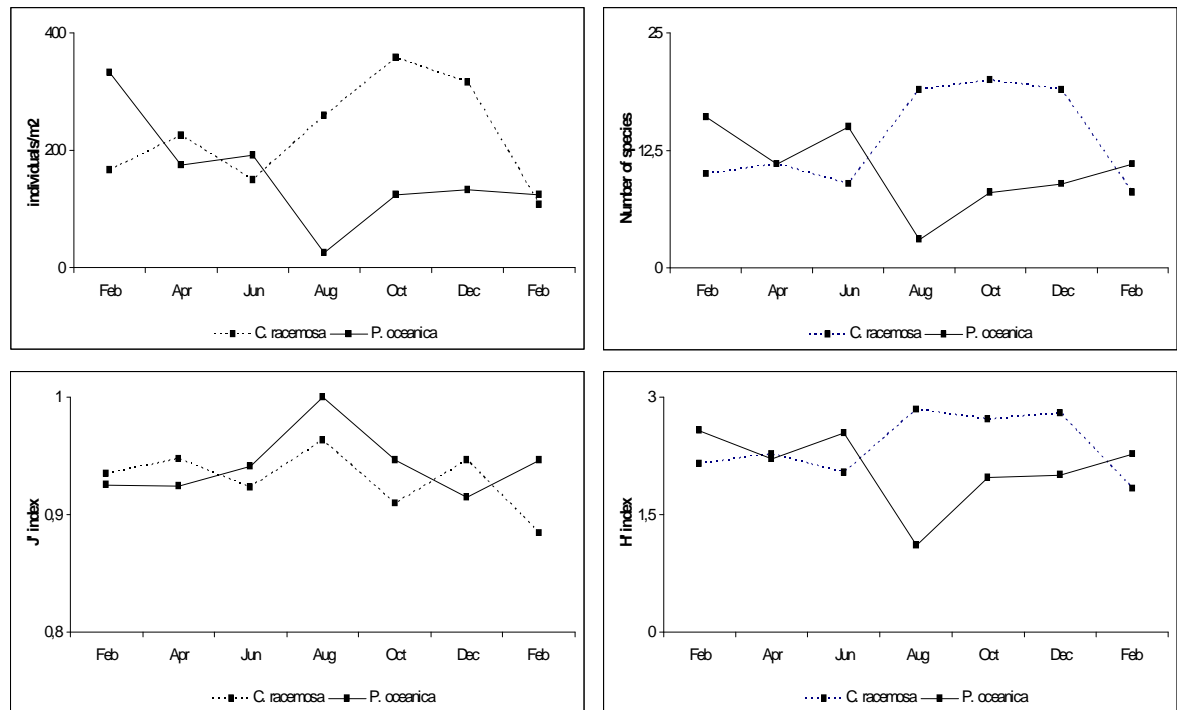 400
200
0
individuals/m2
Feb Apr Jun Aug Oct Dec Feb
C. racemosa P. oceanica
25
12,5
0
Number of species
Feb Apr Jun Aug Oct Dec Feb
C. racemosa P. oceanica
1
0,9
0,8
J' index
Feb Apr Jun Aug Oct Dec Feb
C. racemosa P. oceanica
3
1,5
0
H' index
Feb Apr Jun Aug Oct Dec Feb
C. racemosa P. oceanica